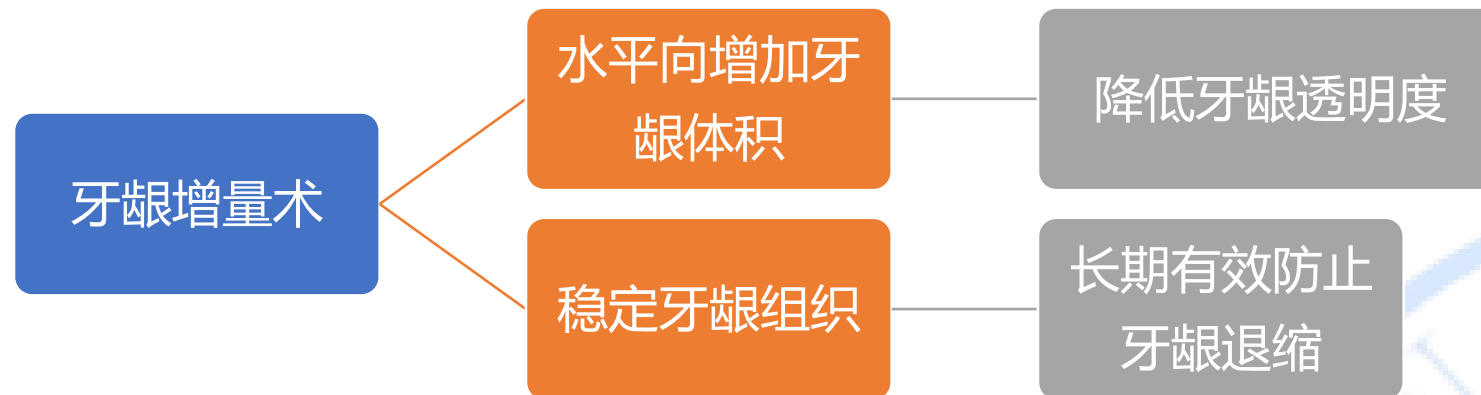 牙龈增量术
水平向增加牙
龈体积
降低牙龈透明度
稳定牙龈组织
长期有效防止
牙龈退缩